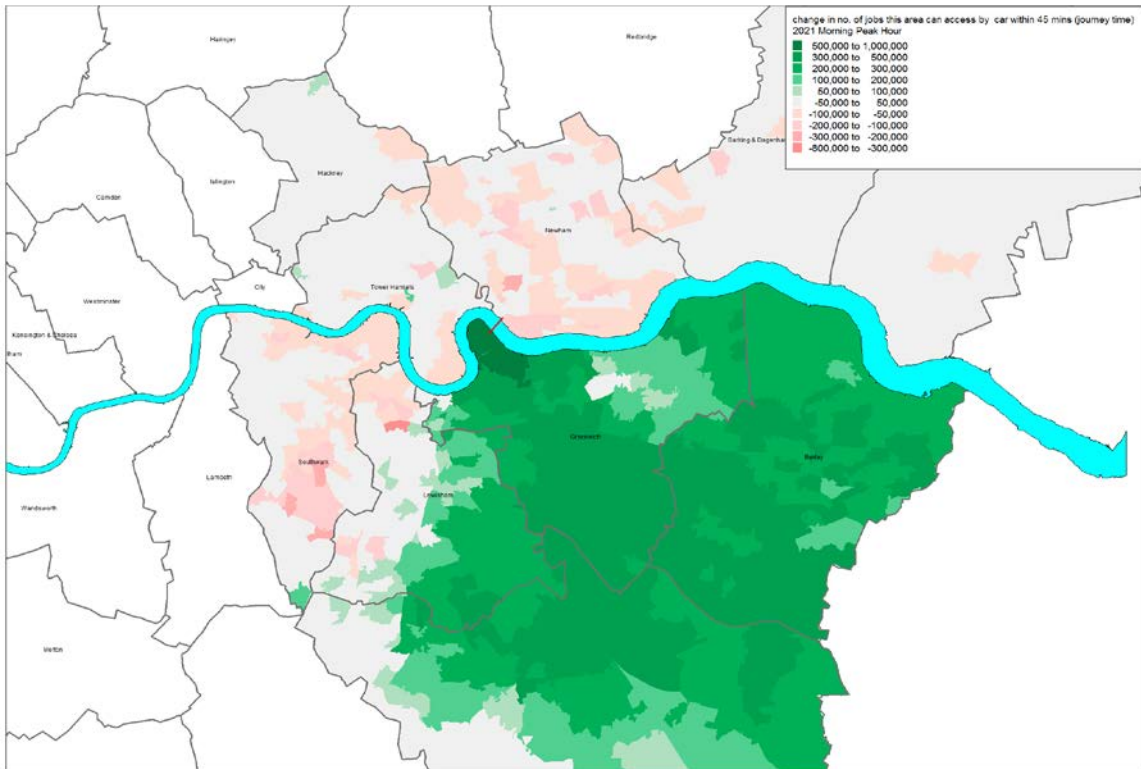 change in no. of jobs this area can access by car within 45 mins (journey time)
2021 Morning Peak Hour
500,000 to 1,000,000
300,000 to 500,000
200,000 to 300,000
100,000 to 200,000
50,000 to 100,000
-50,000 to 50,000
-100,000 to -50,000
-200,000 to -100,000
-300,000 to -200,000
-800,000 to -300,000
Haringey
Redbridge
Barking & Dagenham
Hackney
Islington
Camden
Newham
Westminster
City
Tower Hamlets
Kensington & Chelsea
ham
Greenwich
Bexley
Southwark
Lambeth
Lewisham
Wandsworth
Merton